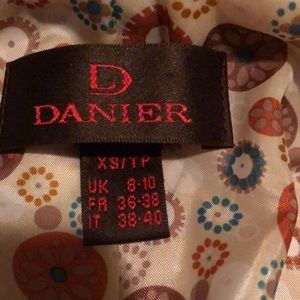 D
DANIER
XS/TP
UK 8-10
FR 36-38
IT 38-40